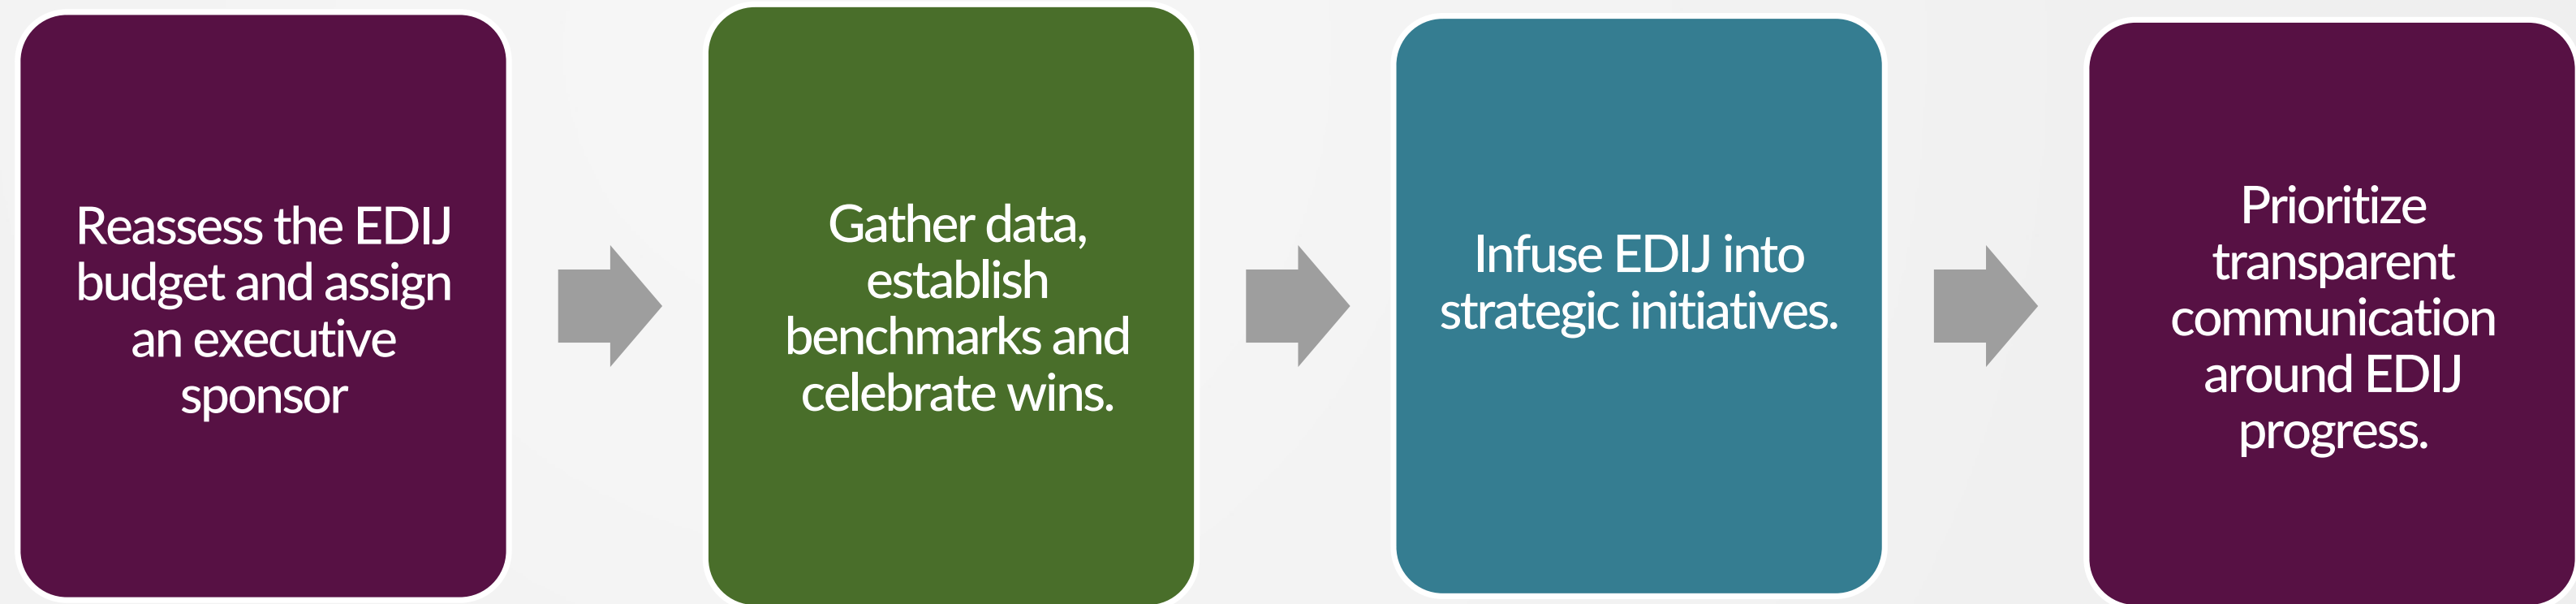 Reassess the EDIJ
budget and assign
an executive
sponsor
Gather data,
establish
benchmarks and
celebrate wins.
Infuse EDIJ into
strategic initiatives.
Prioritize
transparent
communication
around EDIJ
progress.